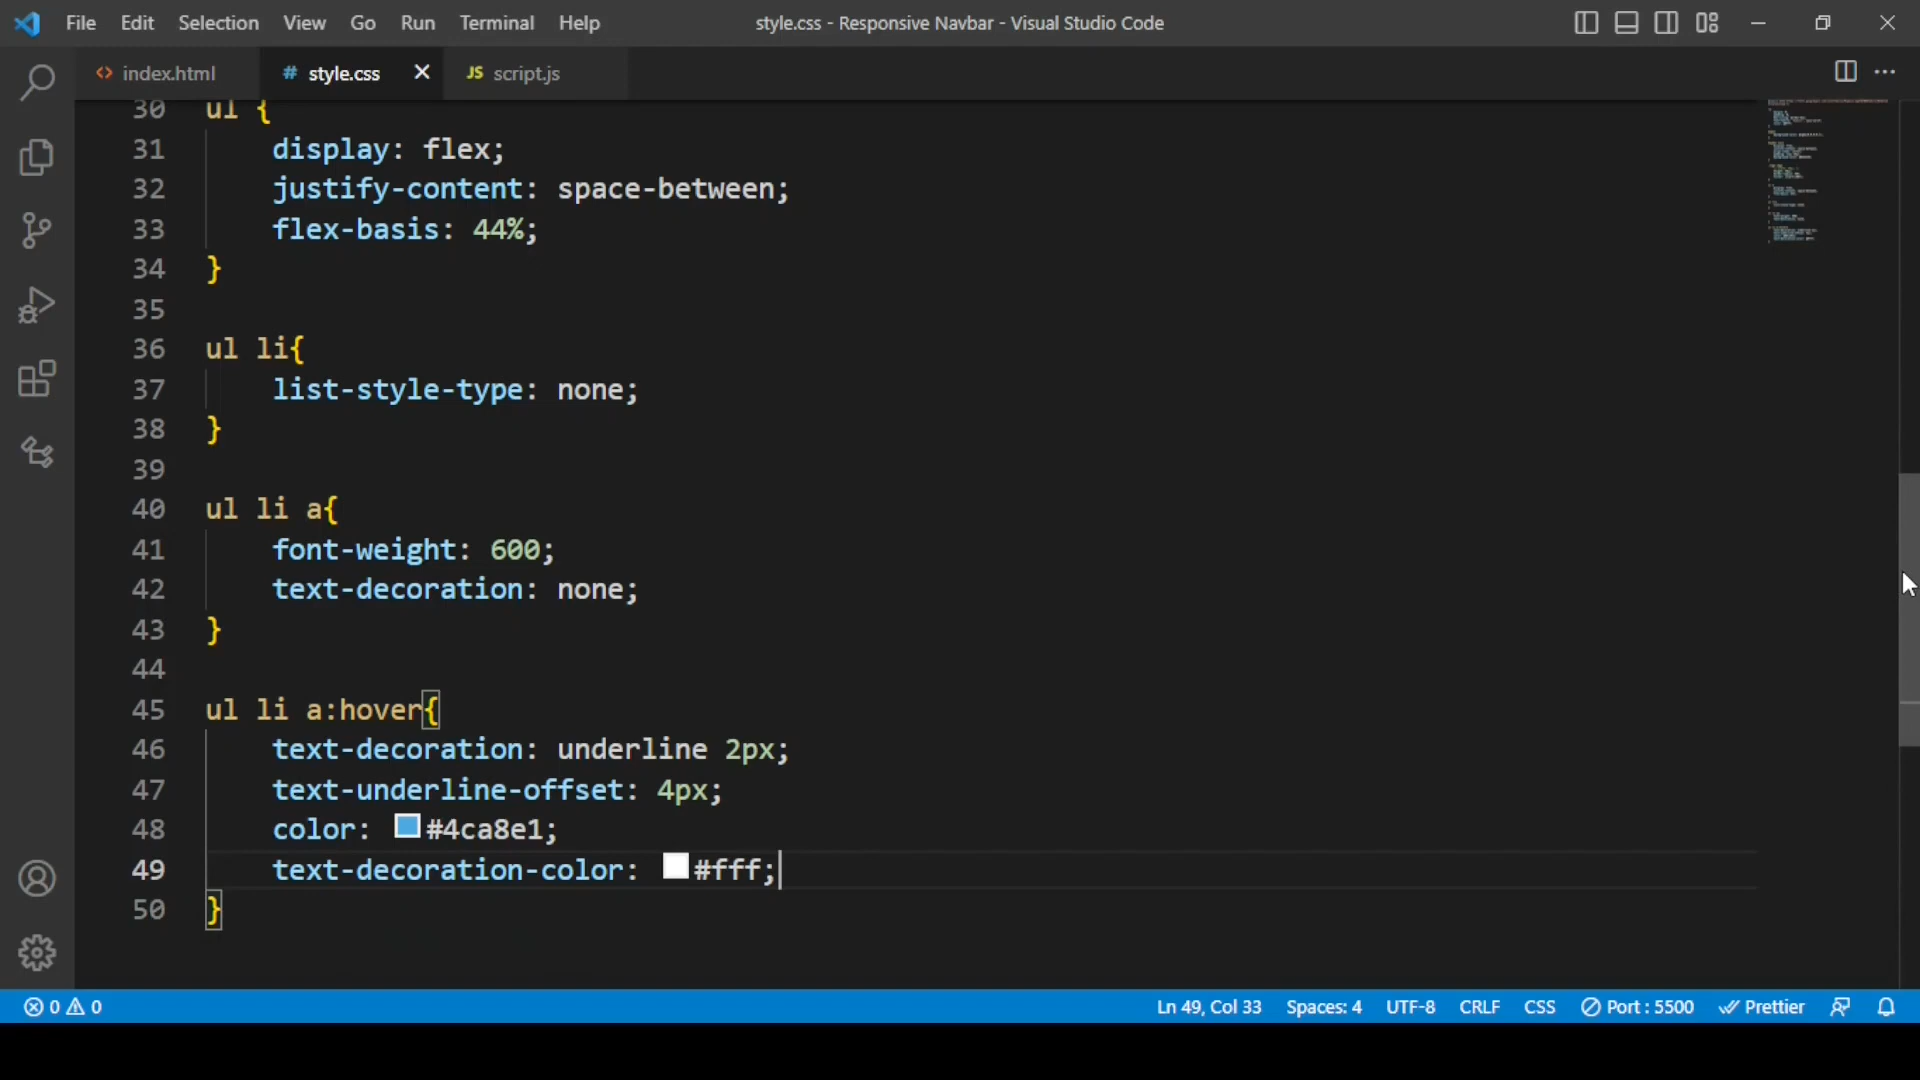 File Edit Selection View Go Run Terminal Help style.css - Responsive Navbar - Visual Studio Code
<> index.html # style.css JS script.js
30 ul {
31 display: flex;
32 justify-content: space-between;
33 flex-basis: 44%;
34 }
35
36 ul li{
37 list-style-type: none;
38 }
39
40 ul li a{
41 font-weight: 600;
42 text-decoration: none;
43 }
44
45 ul li a:hover{
46 text-decoration: underline 2px;
47 text-underline-offset: 4px;
48 color: #4ca8e1;
49 text-decoration-color: #fff;
50 }
0 0 Ln 49, Col 33 Spaces: 4 UTF-8 CRLF CSS Port : 5500 Prettier